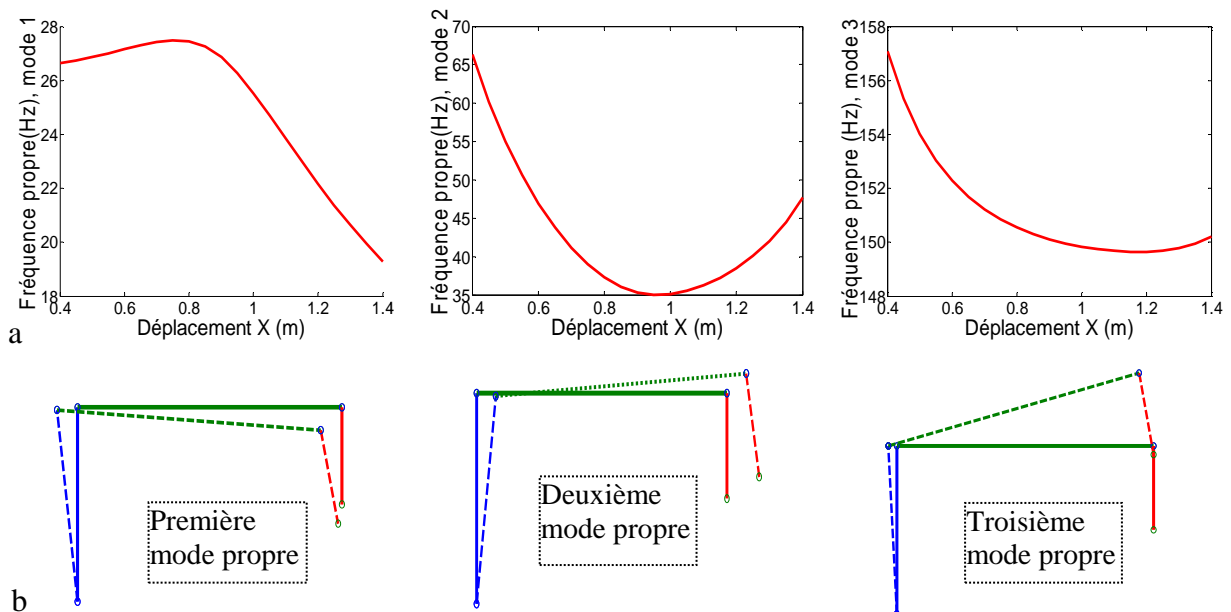 Fréquence propre(Hz), mode 1
28
26
24
22
20
18
0.4
0.6
0.8
1
1.2
1.4
Déplacement X (m)
Fréquence propre(Hz), mode 2
70
65
60
55
50
45
40
35
0.4
0.6
0.8
1
1.2
1.4
Déplacement X (m)
Fréquence propre (Hz), mode 3
158
156
154
152
150
148
0.4
0.6
0.8
1
1.2
1.4
Déplacement X (m)
a
Première
mode propre
Deuxième
mode propre
Troisième
mode propre
b